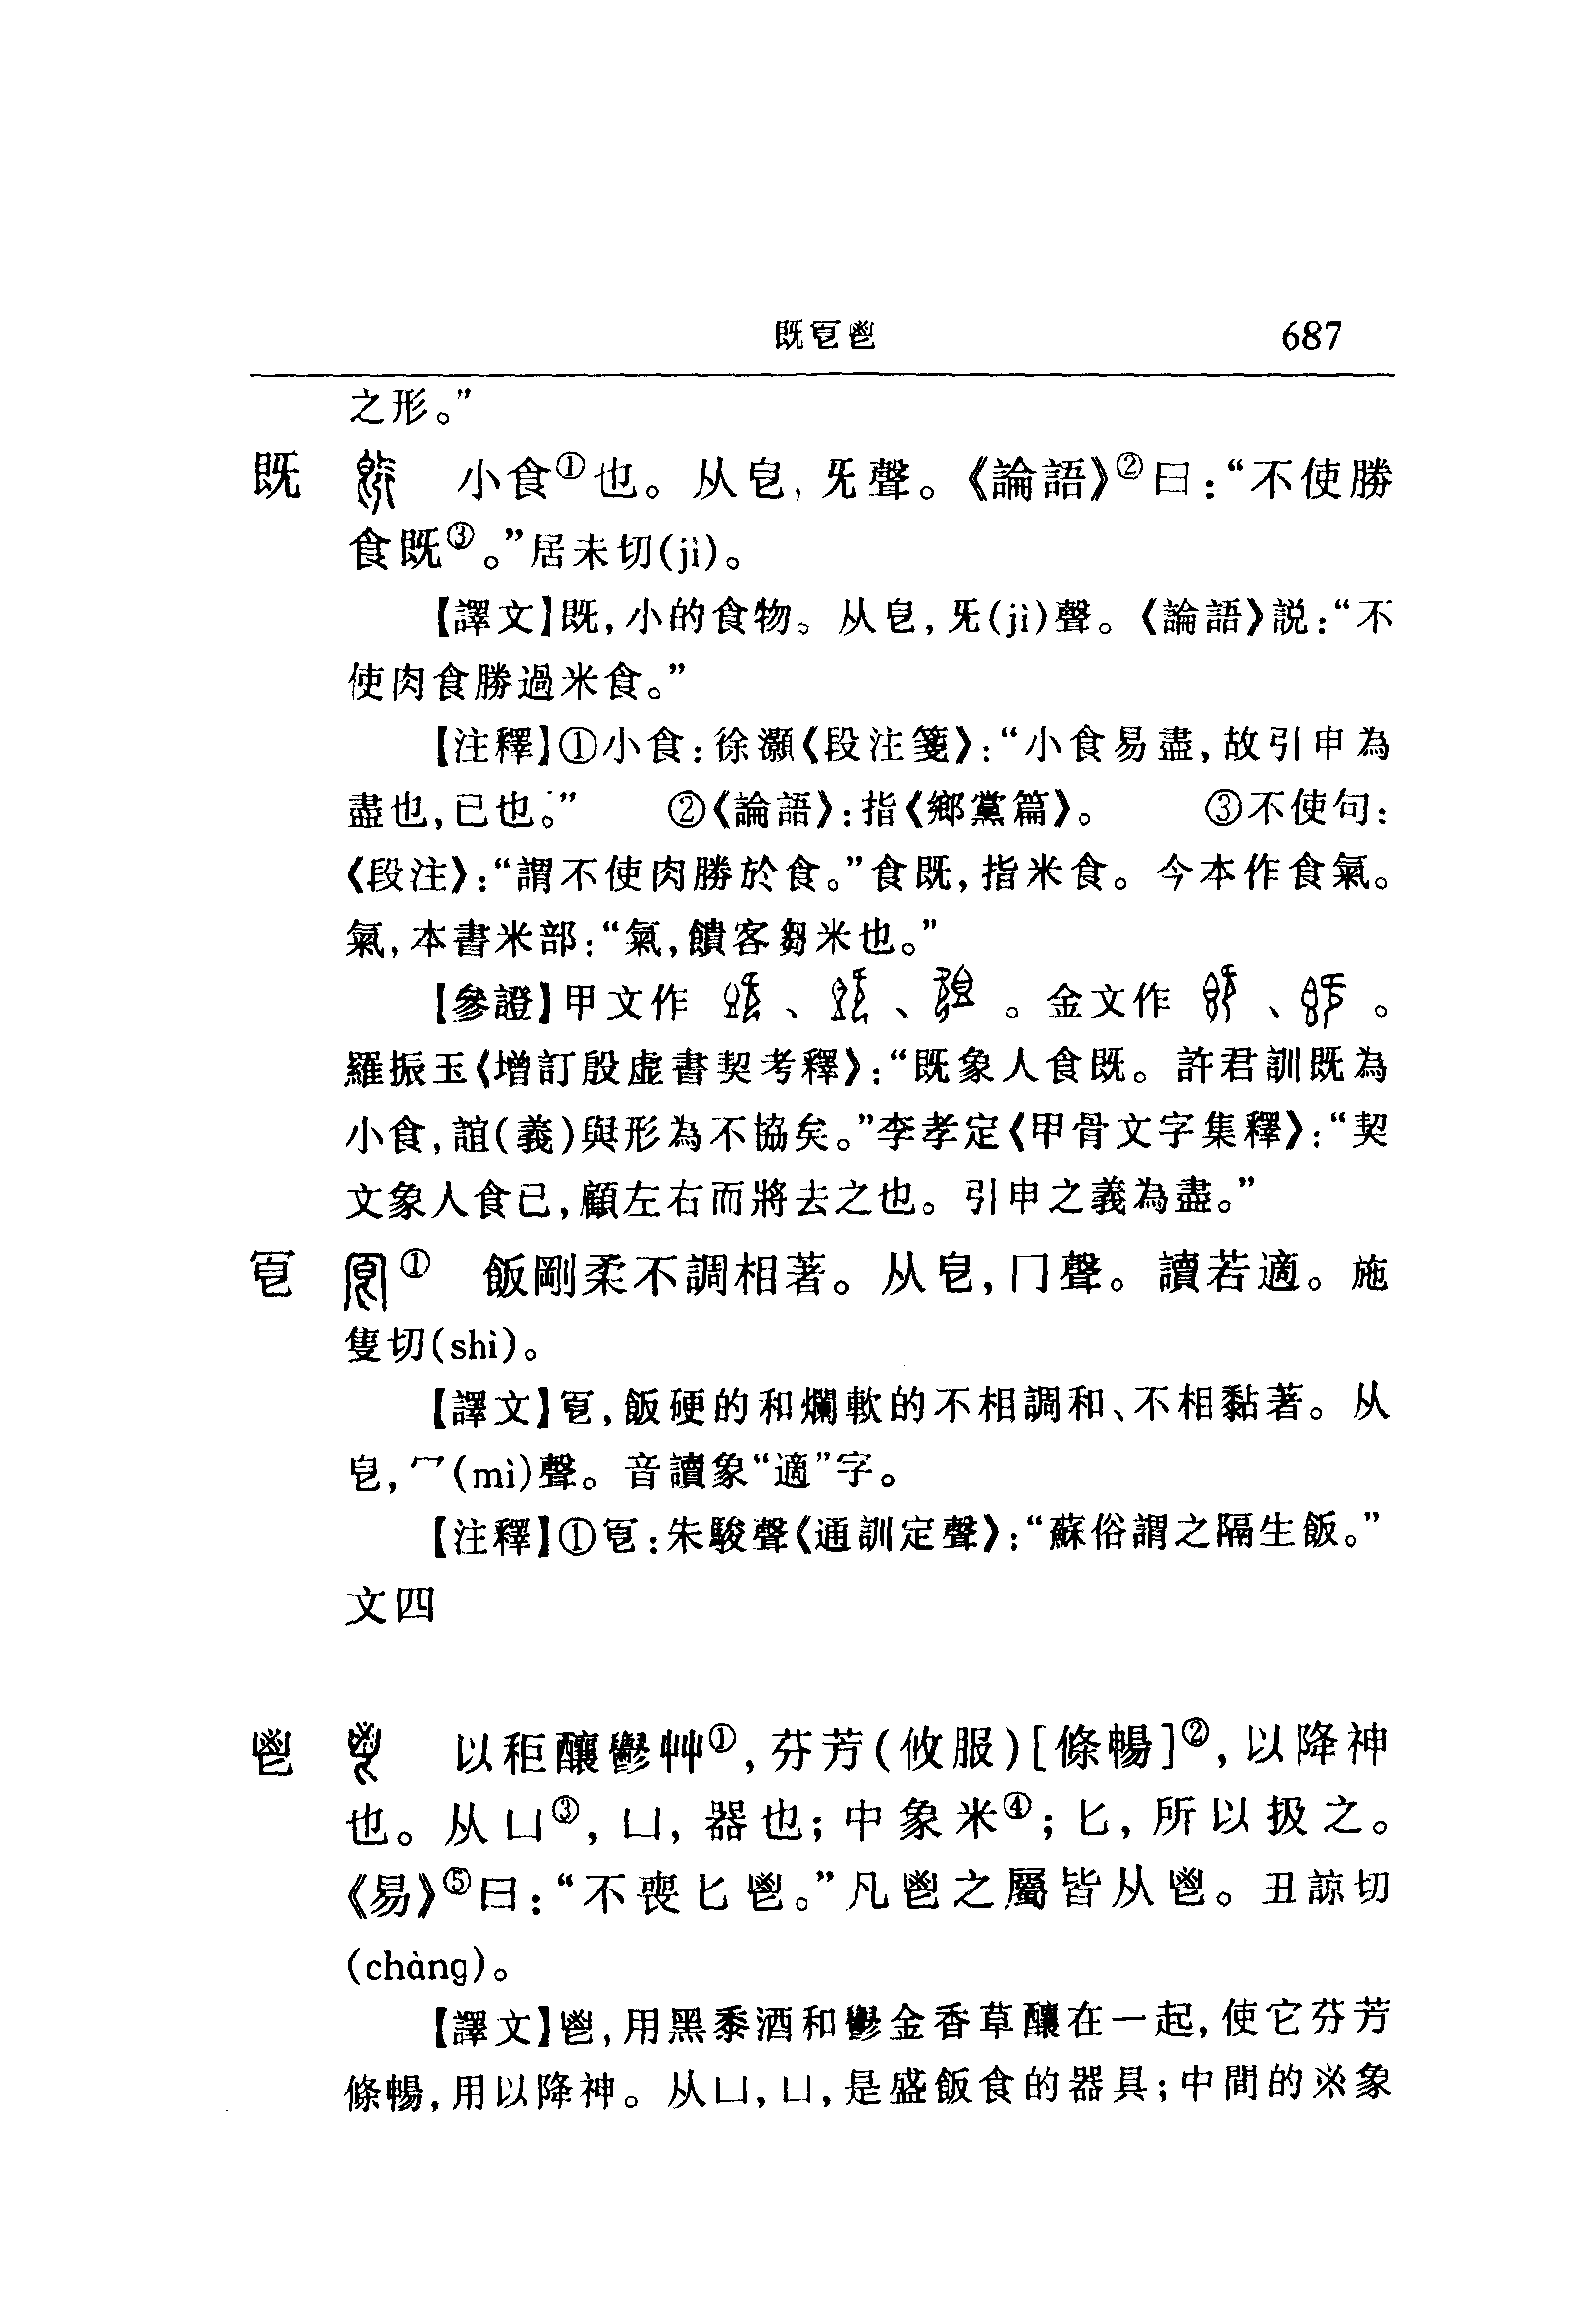 既冟鬯 687
之形。”
既 小食①也。从皀，旡聲。《論語》②曰：“不使勝
食既③。”居未切(jì)。
【譯文】既，小的食物。从皀，旡(jì)聲。《論語》説：“不
使肉食勝過米食。”
【注釋】①小食：徐灝《段注箋》：“小食易盡，故引申為
盡也，已也。” ②《論語》：指《鄉黨篇》。 ③不使句：
《段注》：“謂不使肉勝於食。”食既，指米食。今本作食氣。
氣，本書米部：“氣，饋客芻米也。”
【參證】甲文作 、 、 。金文作 、 。
羅振玉《增訂殷虛書契考釋》：“既象人食既。許君訓既為
小食，誼(義)與形為不協矣。”李孝定《甲骨文字集釋》：“契
文象人食已，顧左右而將去之也。引申之義為盡。”
冟 ① 飯剛柔不調相著。从皀，冂聲。讀若適。施
隻切(shì)。
【譯文】冟，飯硬的和爛軟的不相調和、不相黏著。从
皀，冖(mì)聲。音讀象“適”字。
【注釋】①冟：朱駿聲《通訓定聲》：“蘇俗謂之隔生飯。”
文四
鬯 以秬釀鬱艸①，芬芳(攸服)[條暢]②，以降神
也。从凵③，凵，器也；中象米④；匕，所以扱之。
《易》⑤曰：“不喪匕鬯。”凡鬯之屬皆从鬯。丑諒切
(chàng)。
【譯文】鬯，用黑黍酒和鬱金香草釀在一起，使它芬芳
條暢，用以降神。从凵，凵，是盛飯食的器具；中間的※象